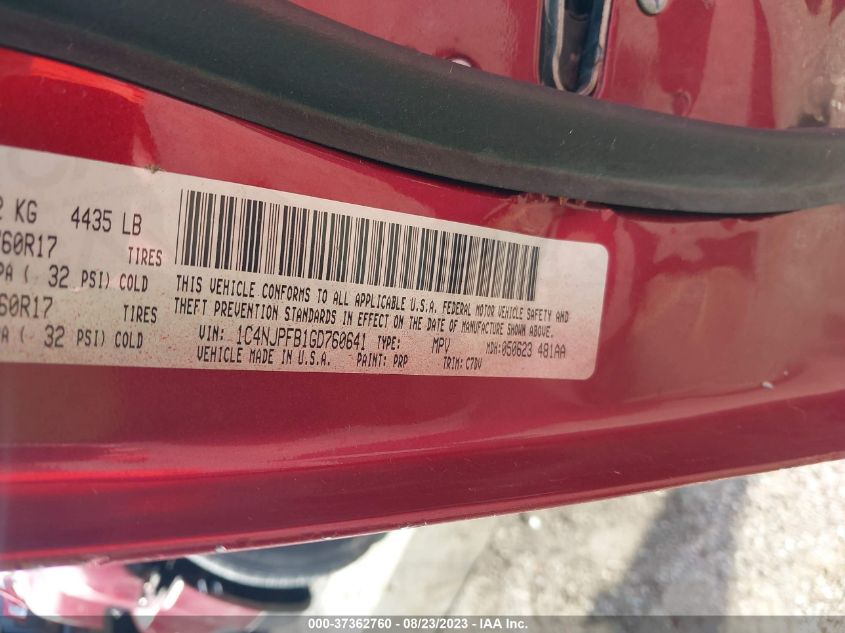 2 KG 4435 LB
60R17 TIRES
PA ( 32 PSI) COLD
60R17 TIRES
PA ( 32 PSI) COLD
THIS VEHICLE CONFORMS TO ALL APPLICABLE U.S.A. FEDERAL MOTOR VEHICLE SAFETY AND
THEFT PREVENTION STANDARDS IN EFFECT ON THE DATE OF MANUFACTURE SHOWN ABOVE.
VIN: 1C4NJPFB1GD760641 TYPE: MPV MDH: 050623 481AA
VEHICLE MADE IN U.S.A. PAINT: PRP TRIM: C7DV
000-37362760 - 08/23/2023 - IAA Inc.